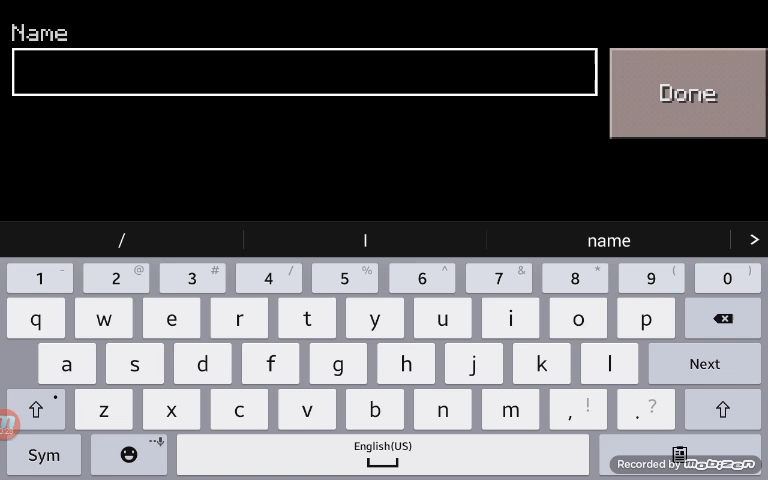 Name
Done
/ I name >
1 - 2 @ 3 # 4 / 5 % 6 ^ 7 & 8 * 9 ( 0 )
q w e r t y u i o p
a s d f g h j k l Next
z x c v b n m , ! . ?
Sym English(US)
Recorded by mobizen